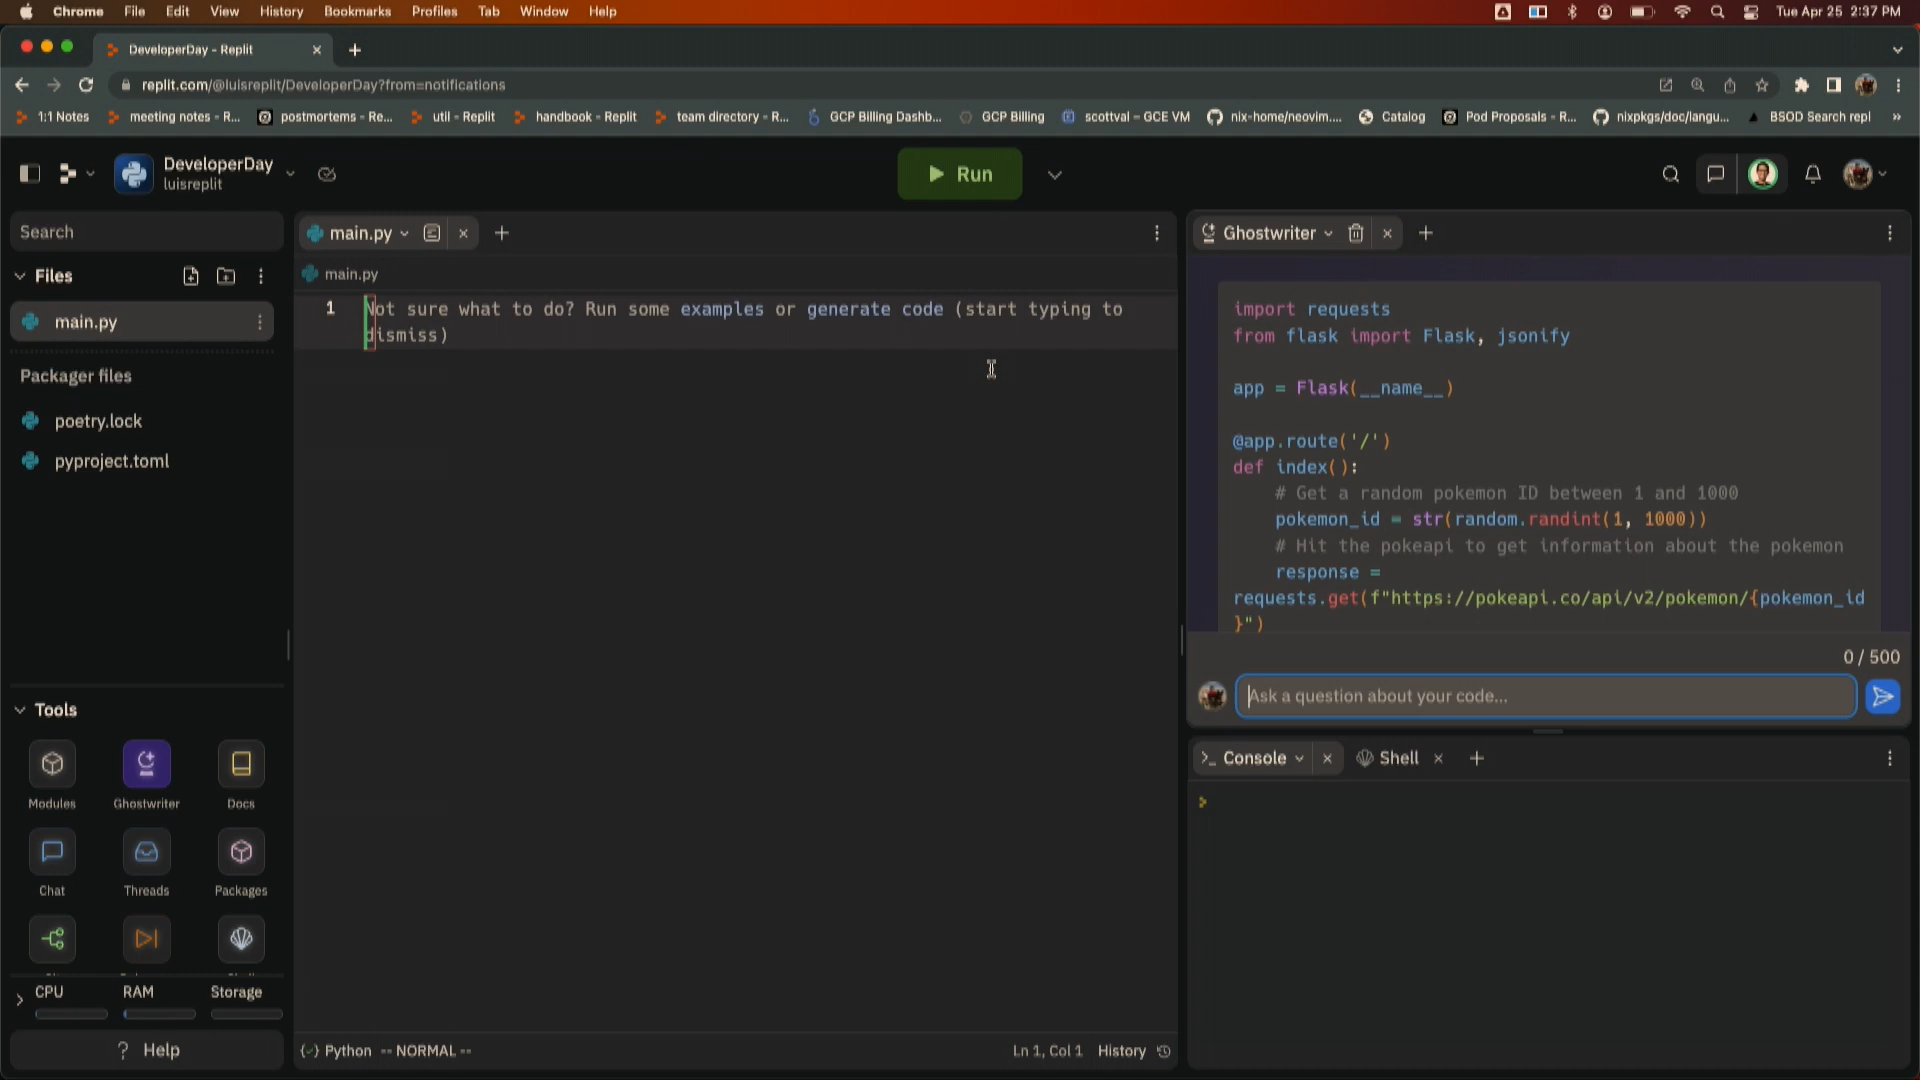 Chrome File Edit View History Bookmarks Profiles Tab Window Help Tue Apr 25 2:37 PM
DeveloperDay - Replit
replit.com/@luisreplit/DeveloperDay?from=notifications
1:1 Notes meeting notes - R... postmortems - Re... util - Replit handbook - Replit team directory - R... GCP Billing Dashb... GCP Billing scottval – GCE VM nix-home/neovim.... Catalog Pod Proposals - R... nixpkgs/doc/langu... BSOD Search repl »
DeveloperDay
luisreplit
Run
Search
Files
main.py
Packager files
poetry.lock
pyproject.toml
Tools
Modules Ghostwriter Docs
Chat Threads Packages
CPU RAM Storage
? Help
main.py
main.py
1 Not sure what to do? Run some examples or generate code (start typing to
dismiss)
Python -- NORMAL -- Ln 1, Col 1 History
Ghostwriter
import requests
from flask import Flask, jsonify
app = Flask(__name__)
@app.route('/')
def index():
# Get a random pokemon ID between 1 and 1000
pokemon_id = str(random.randint(1, 1000))
# Hit the pokeapi to get information about the pokemon
response =
requests.get(f"https://pokeapi.co/api/v2/pokemon/{pokemon_id
}")
0 / 500
Ask a question about your code...
Console Shell